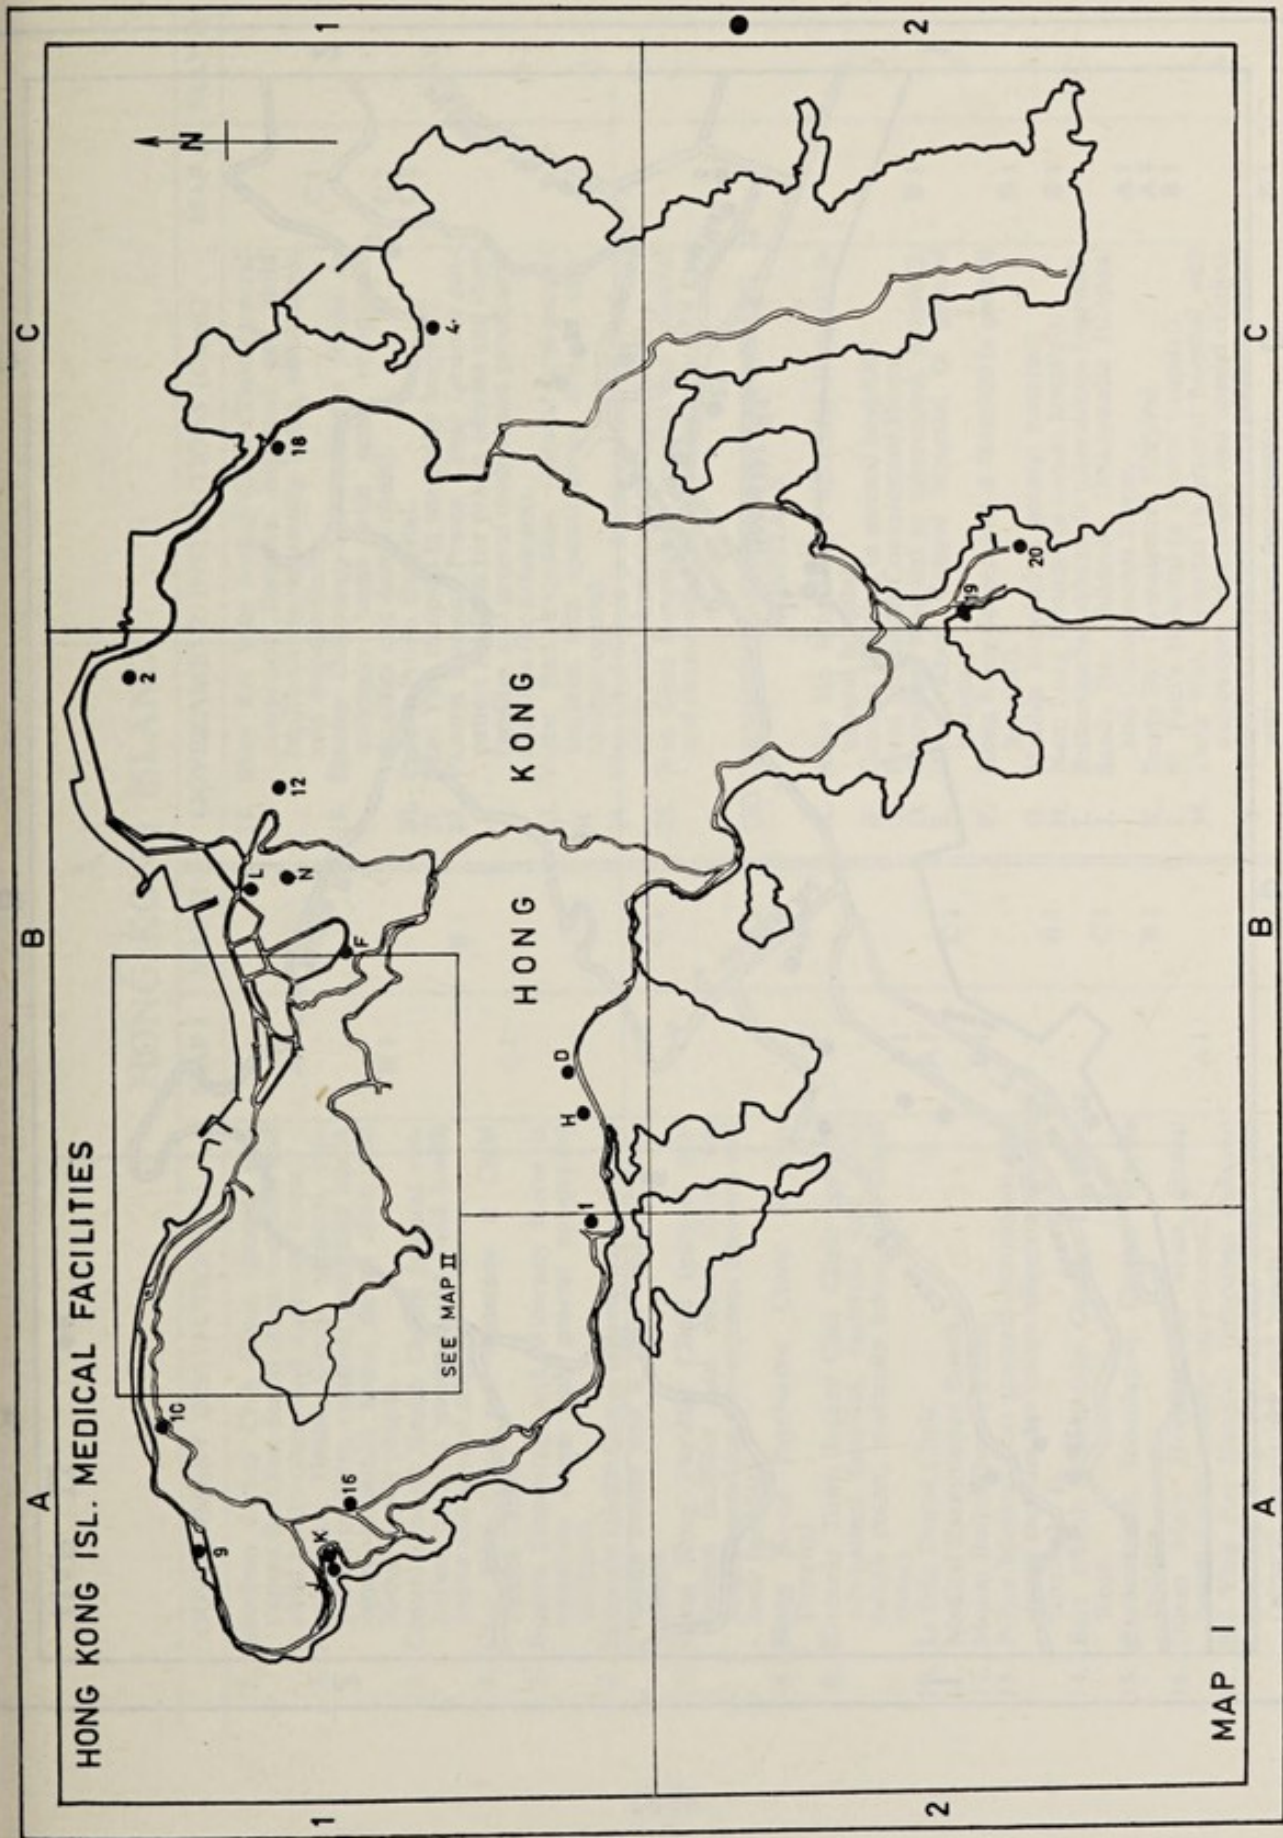 HONG KONG ISL. MEDICAL FACILITIES
A
B
C
1
2
N
2
18
4.
12
L
N
F
10
9
16
K
J
SEE MAP II
HONG KONG
D
H
1
19
20
MAP I
1
2
A
B
C